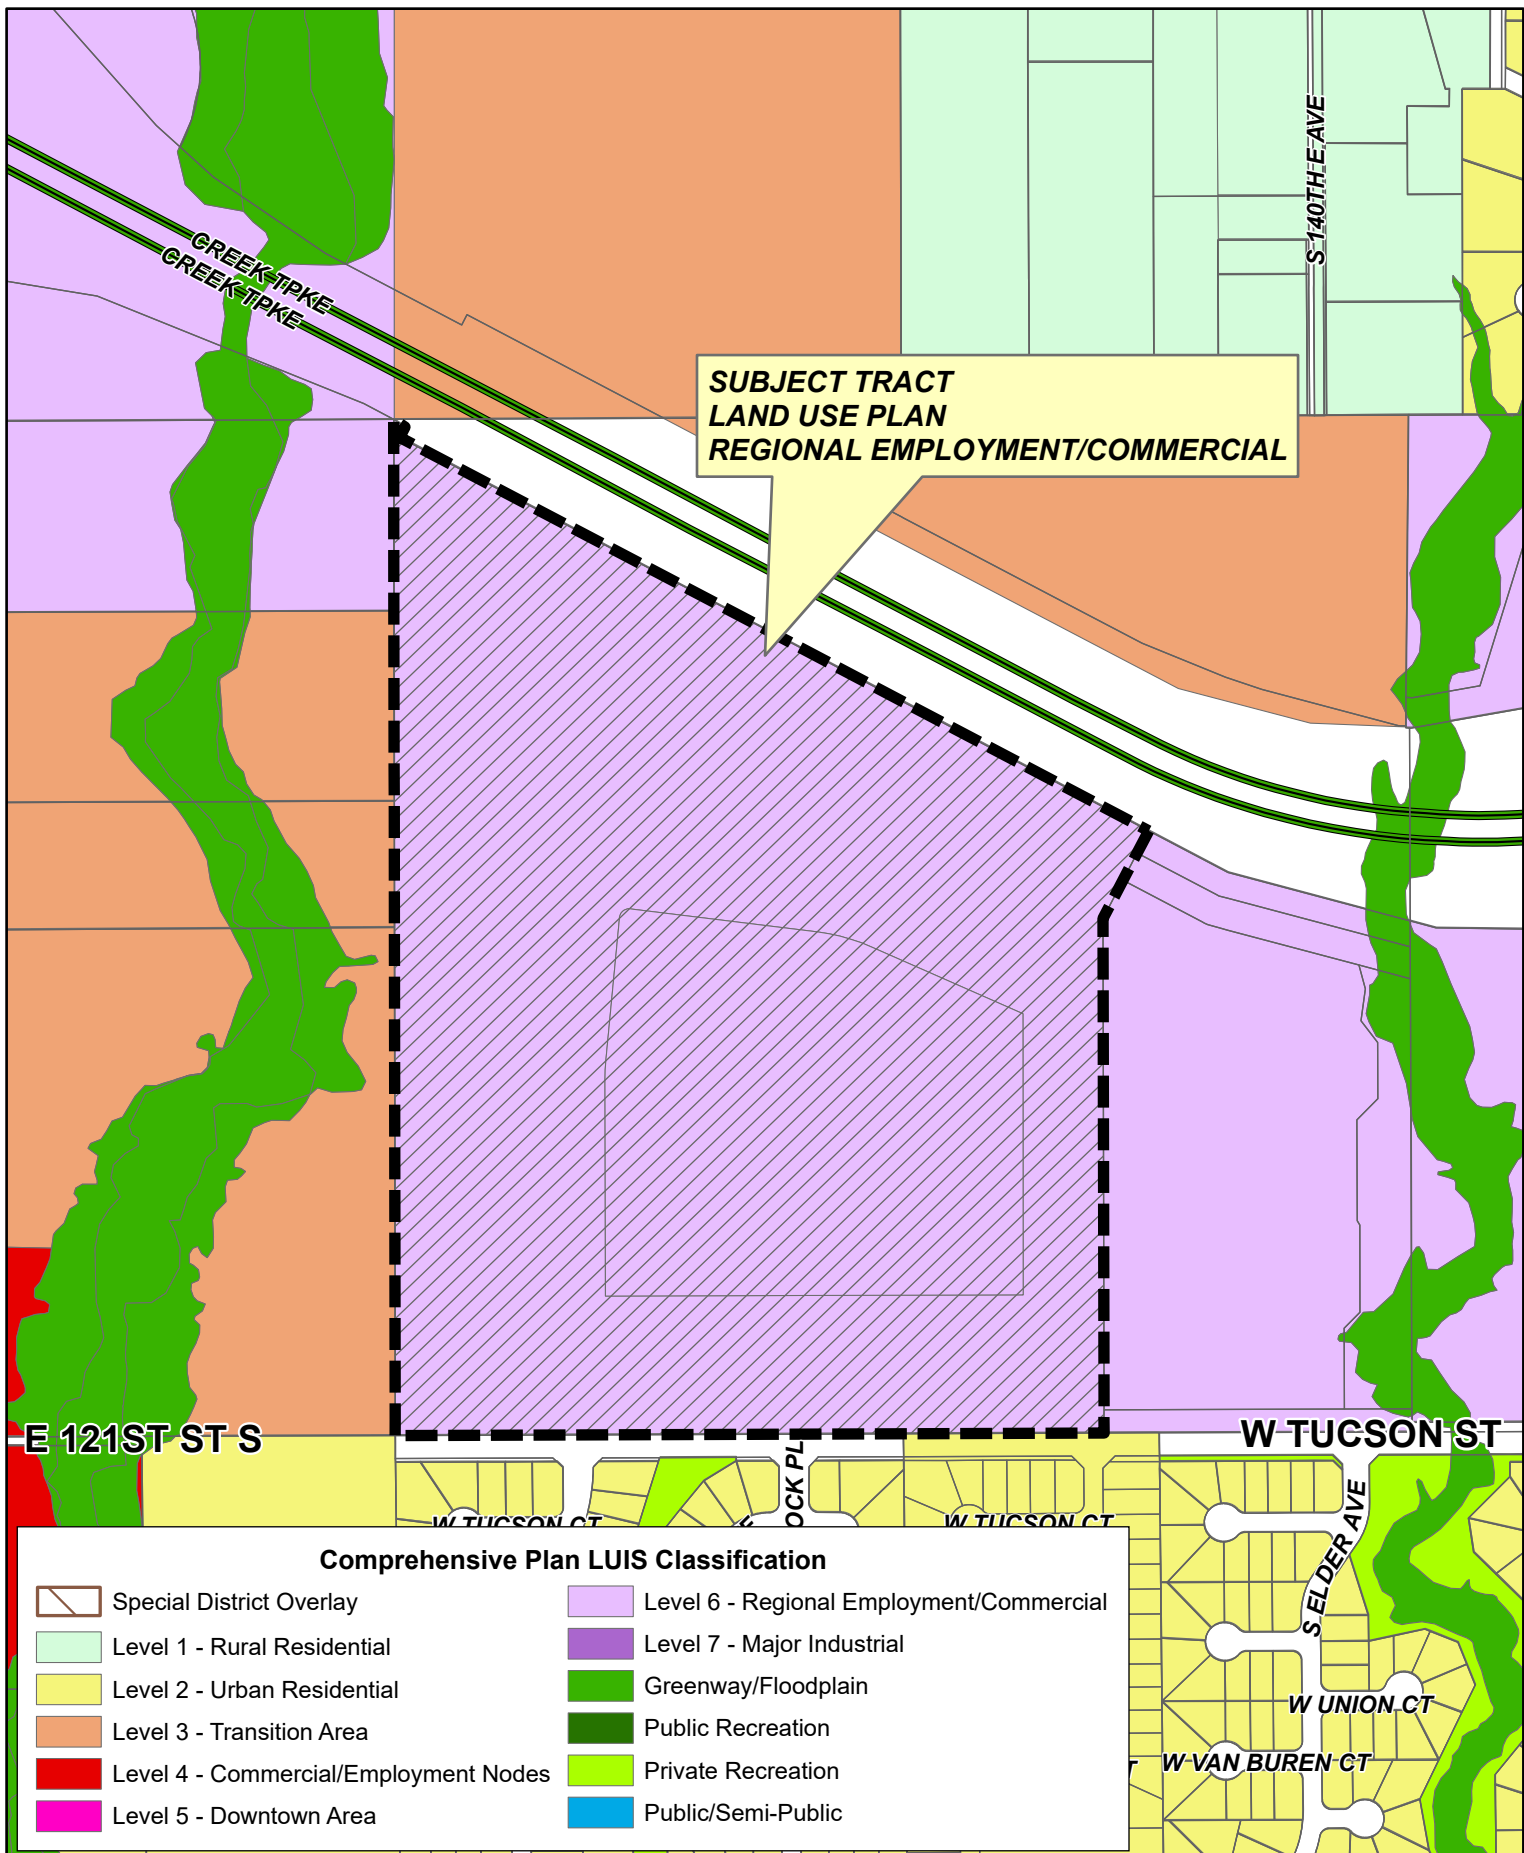 S 140TH E AVE
CREEK TPKE
CREEK TPKE
SUBJECT TRACT
LAND USE PLAN
REGIONAL EMPLOYMENT/COMMERCIAL
E 121ST ST S
W TUCSON ST
OCK PL
W TUCSON CT
W TUCSON CT
S ELDER AVE
W UNION CT
W VAN BUREN CT
Comprehensive Plan LUIS Classification
Special District Overlay
Level 1 - Rural Residential
Level 2 - Urban Residential
Level 3 - Transition Area
Level 4 - Commercial/Employment Nodes
Level 5 - Downtown Area
Level 6 - Regional Employment/Commercial
Level 7 - Major Industrial
Greenway/Floodplain
Public Recreation
Private Recreation
Public/Semi-Public